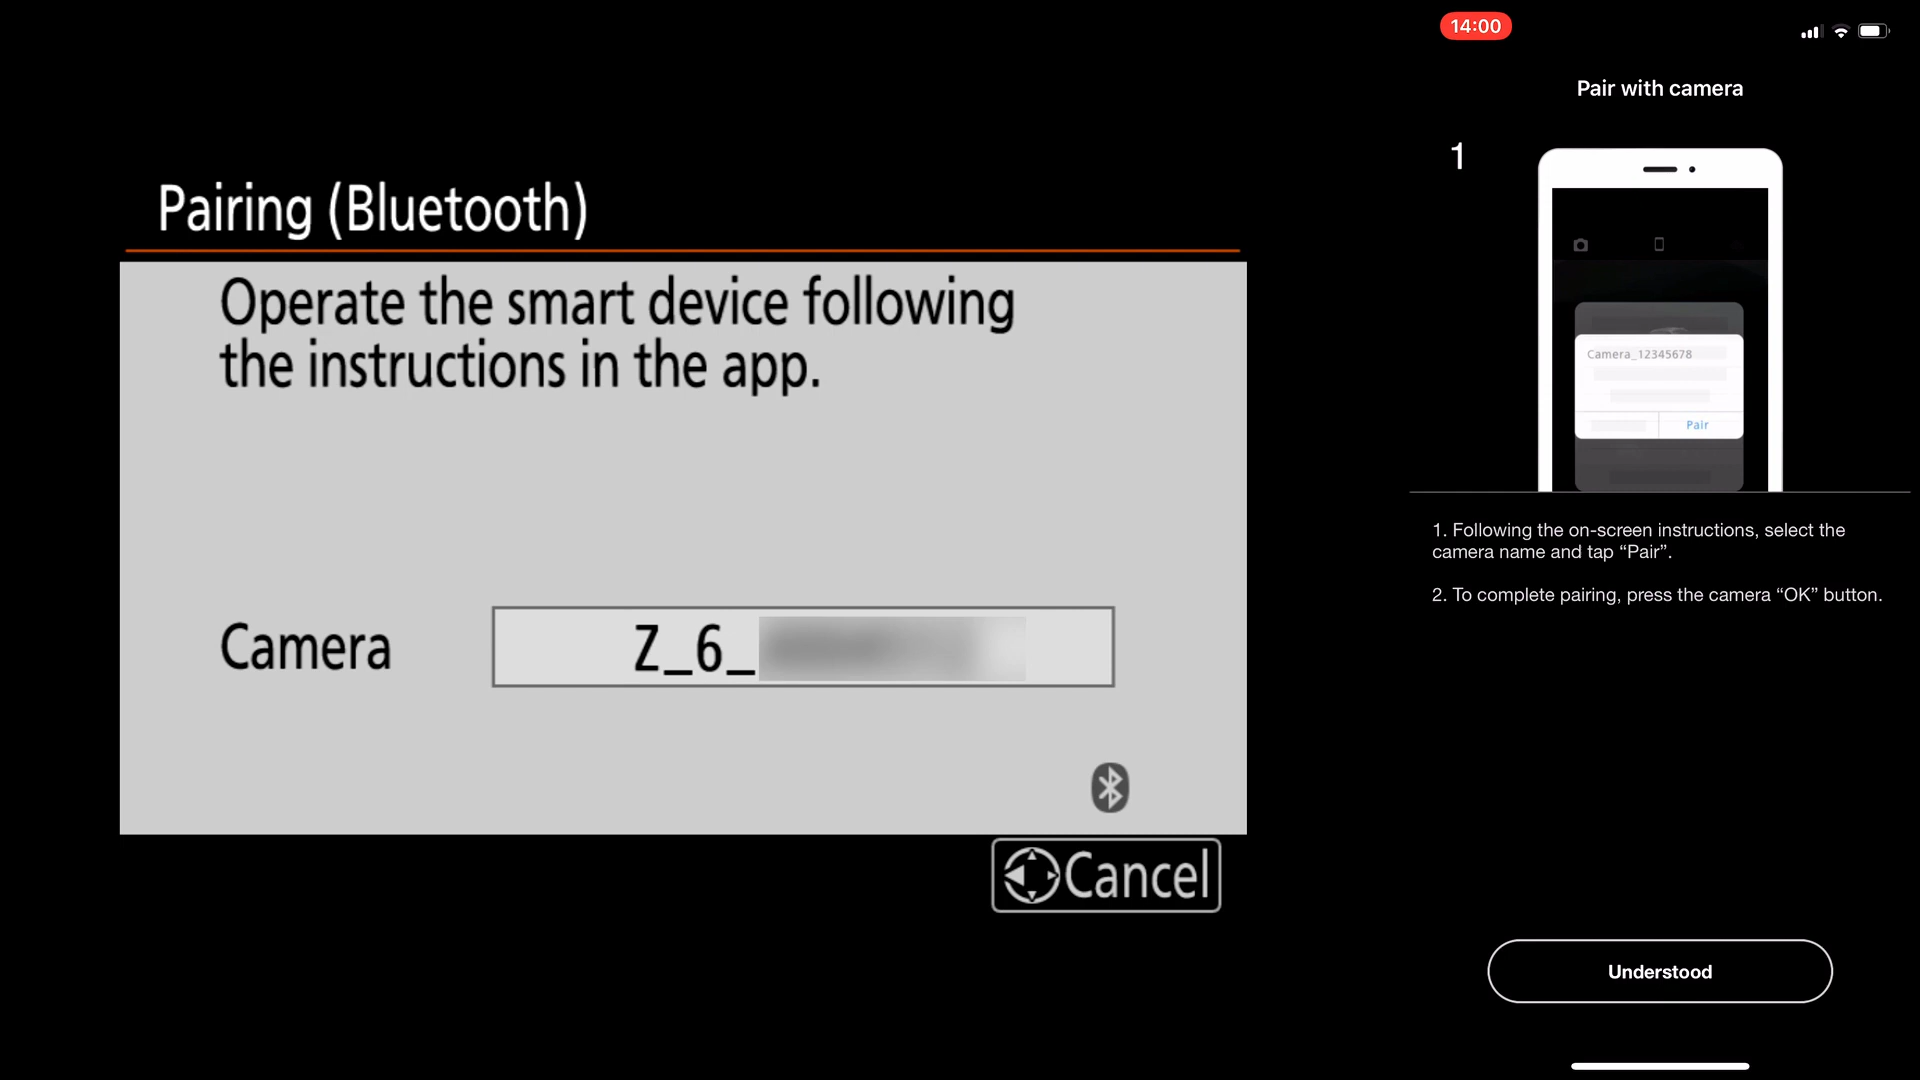 Pairing (Bluetooth)
Operate the smart device following
the instructions in the app.
Camera
Z_6_
Cancel
14:00
Pair with camera
1
Camera_12345678
Pair
1. Following the on-screen instructions, select the
camera name and tap “Pair”.
2. To complete pairing, press the camera “OK” button.
Understood